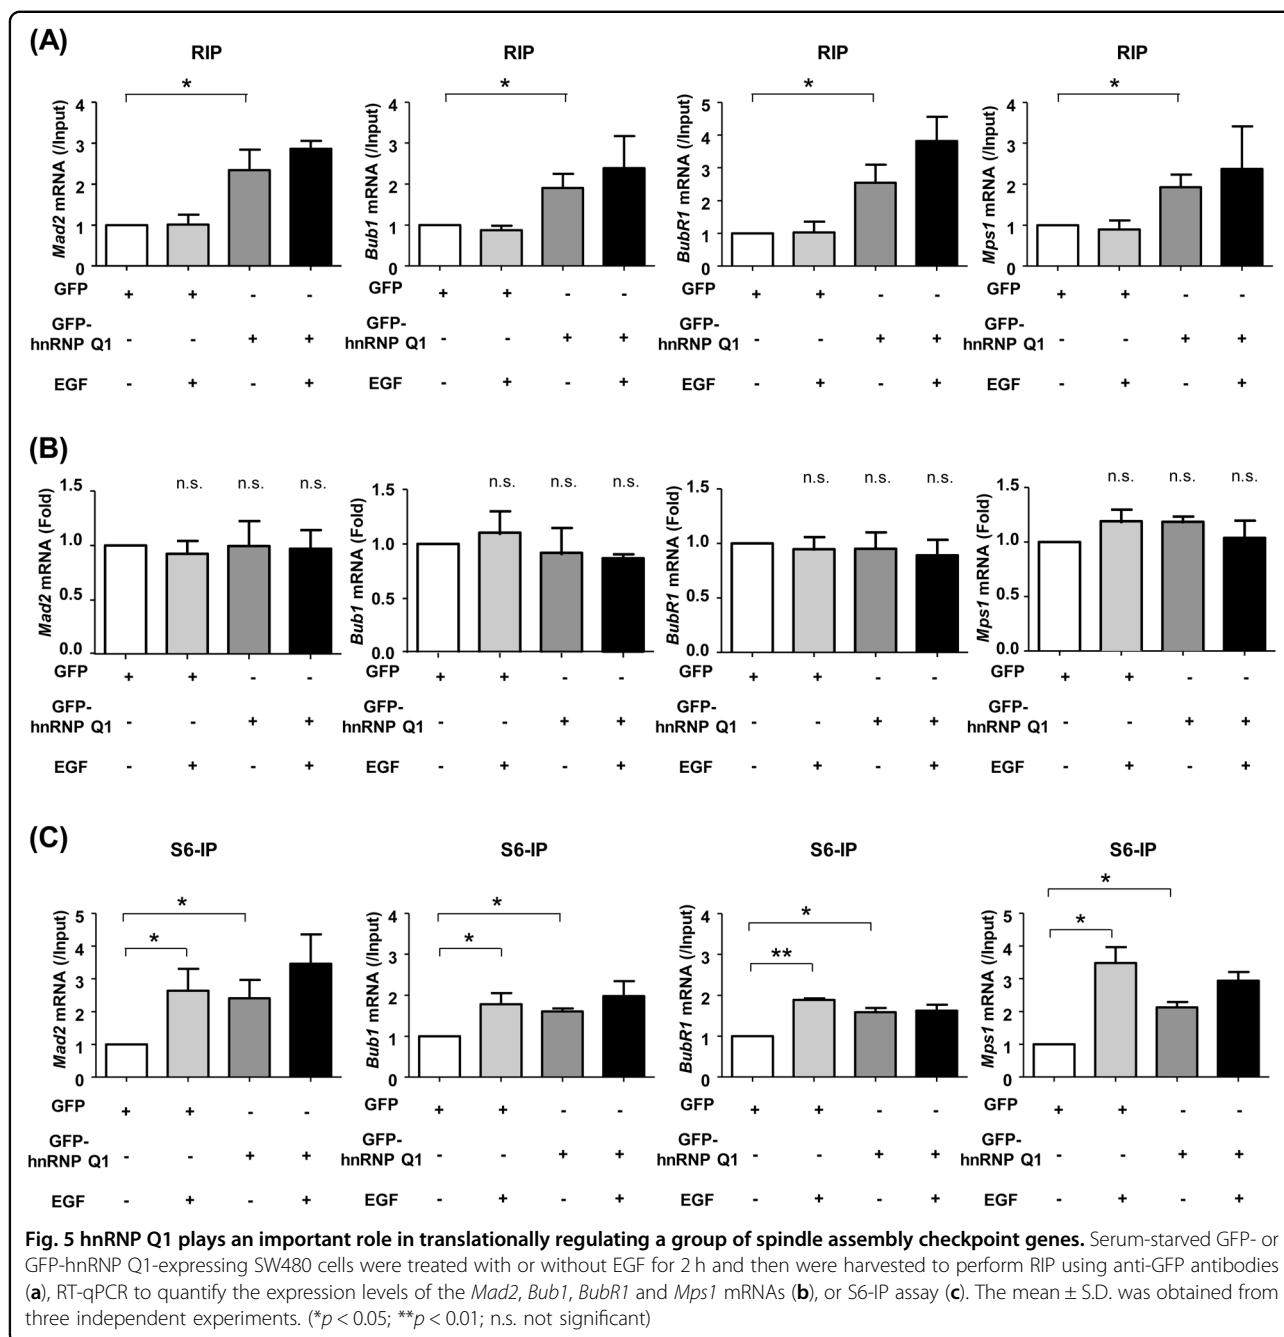 (A)
RIP RIP RIP RIP
* * * *
Mad2 mRNA (/Input) Bub1 mRNA (/Input) BubR1 mRNA (/Input) Mps1 mRNA (/Input)
4 4 5 4
3 3 4 3
2 2 3 2
1 1 2 1
0 0 1 0
0
GFP + + - - GFP + + - - GFP + + - - GFP + + - -
GFP- GFP- GFP- GFP-
hnRNP Q1 - - + + hnRNP Q1 - - + + hnRNP Q1 - - + + hnRNP Q1 - - + +
EGF - + - + EGF - + - + EGF - + - + EGF - + - +
(B)
n.s. n.s. n.s. n.s. n.s. n.s. n.s. n.s. n.s. n.s. n.s. n.s.
Mad2 mRNA (Fold) Bub1 mRNA (Fold) BubR1 mRNA (Fold) Mps1 mRNA (Fold)
1.5 1.5 1.5 1.5
1.0 1.0 1.0 1.0
0.5 0.5 0.5 0.5
0.0 0.0 0.0 0.0
GFP + + - - GFP + + - - GFP + + - - GFP + + - -
GFP- GFP- GFP- GFP-
hnRNP Q1 - - + + hnRNP Q1 - - + + hnRNP Q1 - - + + hnRNP Q1 - - + +
EGF - + - + EGF - + - + EGF - + - + EGF - + - +
(C)
S6-IP S6-IP S6-IP S6-IP
* * * *
* * ** *
Mad2 mRNA (/Input) Bub1 mRNA (/Input) BubR1 mRNA (/Input) Mps1 mRNA (/Input)
5 4 4 5
4 3 3 4
3 2 2 3
2 1 1 2
1 0 0 1
0 0
GFP + + - - GFP + + - - GFP + + - - GFP + + - -
GFP- GFP- GFP- GFP-
hnRNP Q1 - - + + hnRNP Q1 - - + + hnRNP Q1 - - + + hnRNP Q1 - - + +
EGF - + - + EGF - + - + EGF - + - + EGF - + - +
Fig. 5 hnRNP Q1 plays an important role in translationally regulating a group of spindle assembly checkpoint genes. Serum-starved GFP- or
GFP-hnRNP Q1-expressing SW480 cells were treated with or without EGF for 2 h and then were harvested to perform RIP using anti-GFP antibodies
(a), RT-qPCR to quantify the expression levels of the Mad2, Bub1, BubR1 and Mps1 mRNAs (b), or S6-IP assay (c). The mean ± S.D. was obtained from
three independent experiments. (*p < 0.05; **p < 0.01; n.s. not significant)